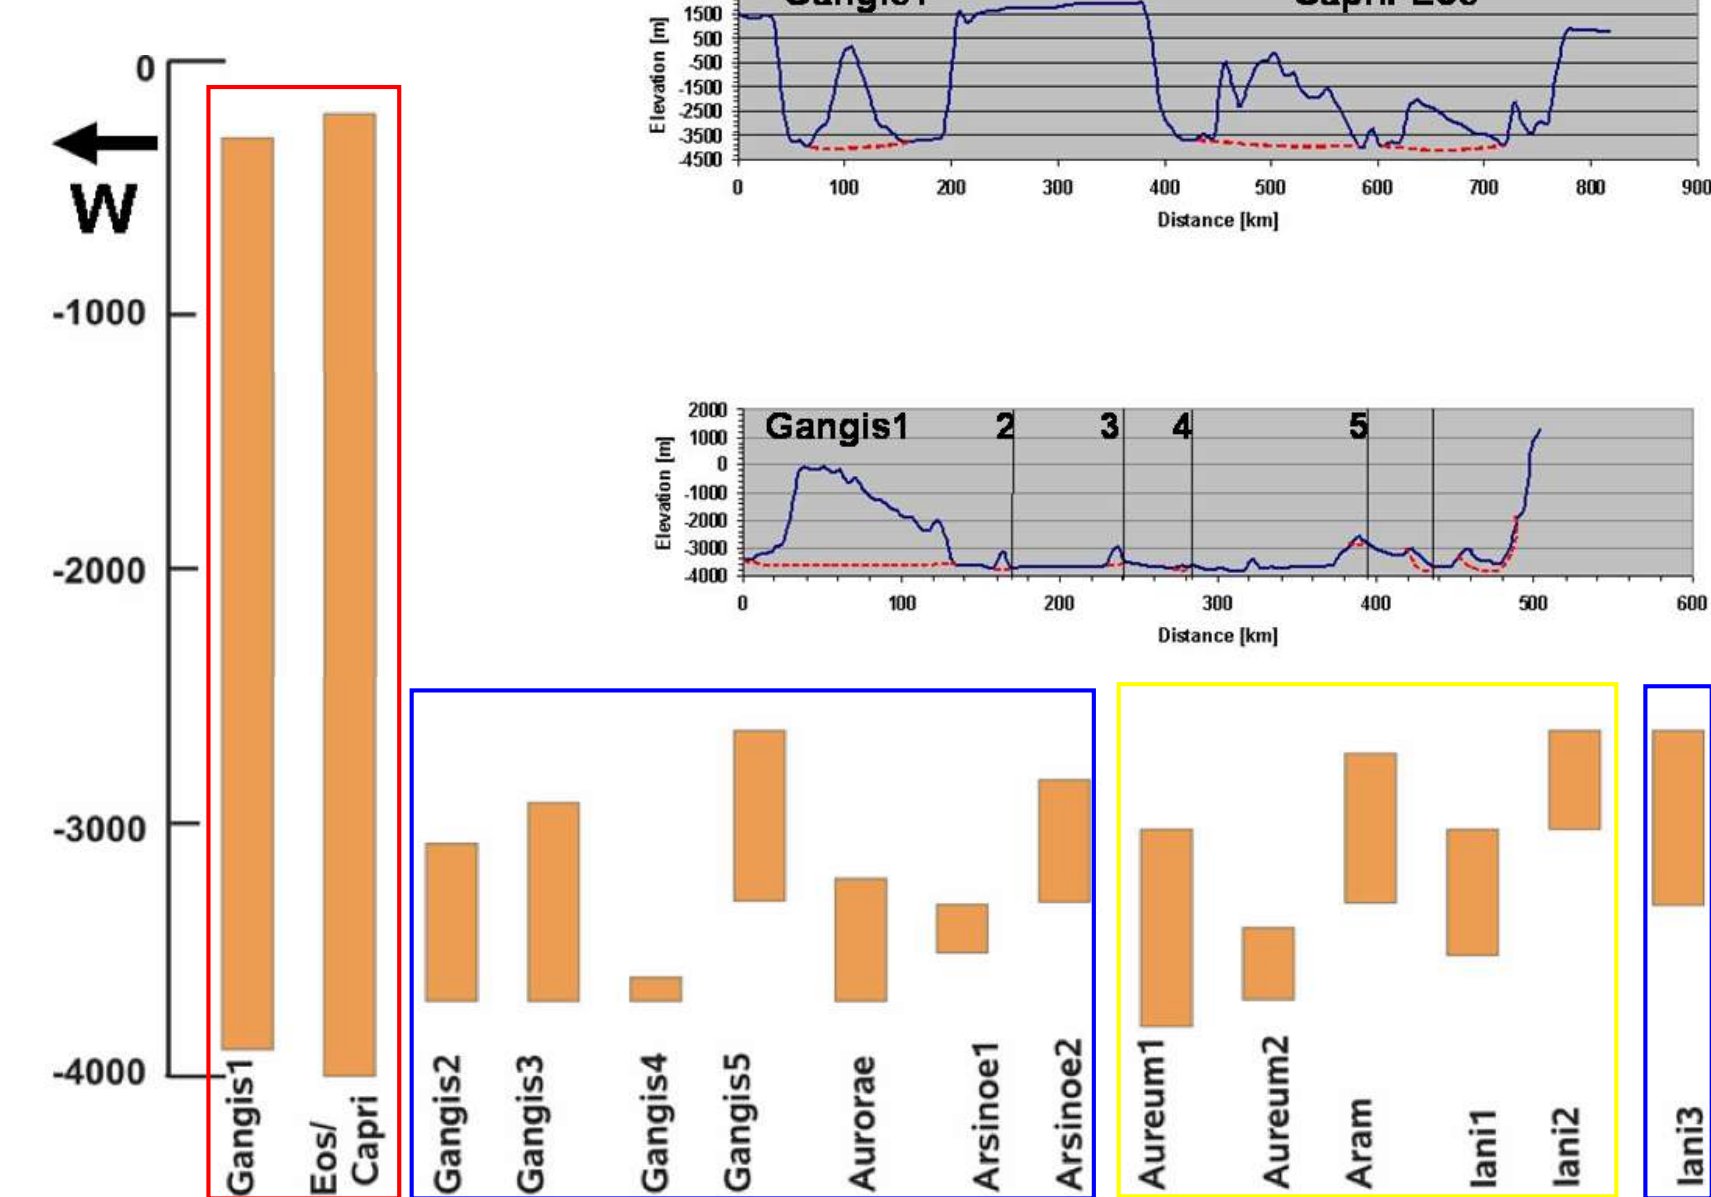 Gangis1
Capri/ Eos
Elevation [m]
1500
500
-500
-1500
-2500
-3500
-4500
0 100 200 300 400 500 600 700 800 900
Distance [km]
0
W
-1000
-2000
-3000
-4000
Gangis1 2 3 4 5
Elevation [m]
2000
1000
0
-1000
-2000
-3000
-4000
0 100 200 300 400 500 600
Distance [km]
Gangis1
Eos/
Capri
Gangis2
Gangis3
Gangis4
Gangis5
Aurorae
Arsinoe1
Arsinoe2
Aureum1
Aureum2
Aram
Iani1
Iani2
Iani3